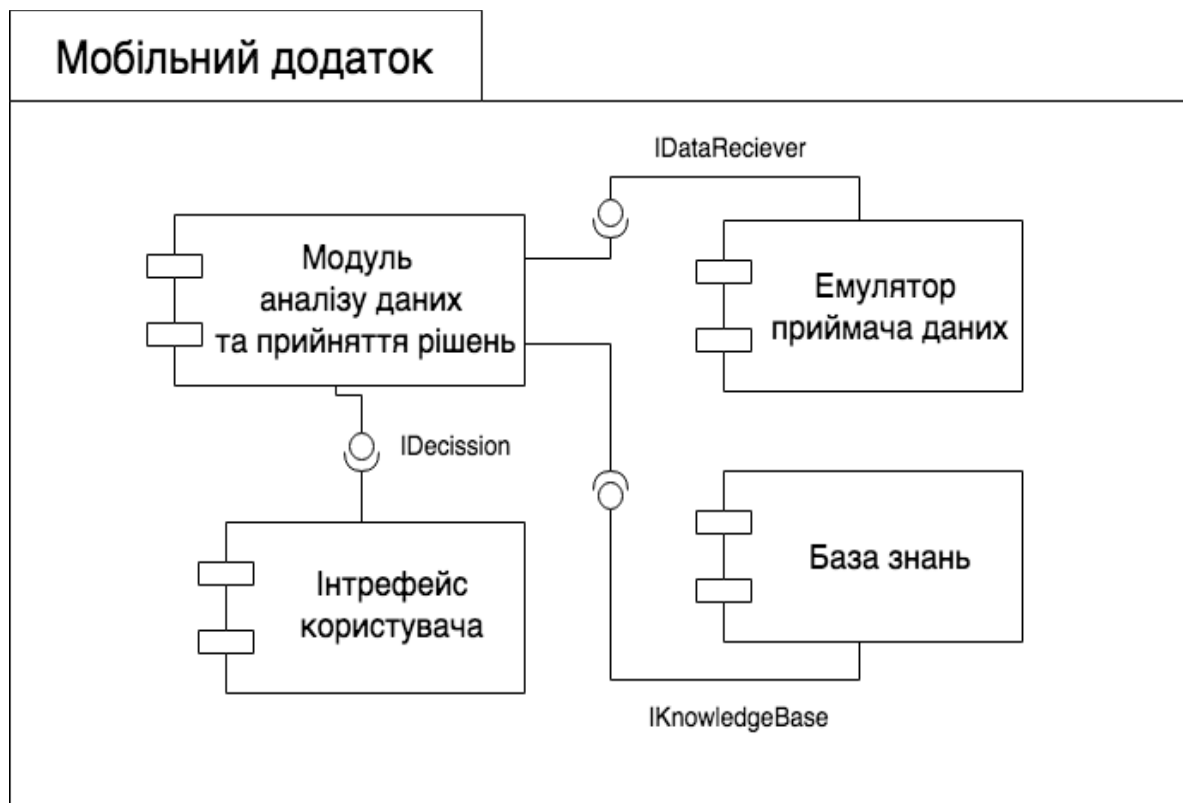 Мобільний додаток
IDataReciever
Модуль
аналізу даних
та прийняття рішень
Емулятор
приймача даних
IDecission
База знань
Інтрефейс
користувача
IKnowledgeBase